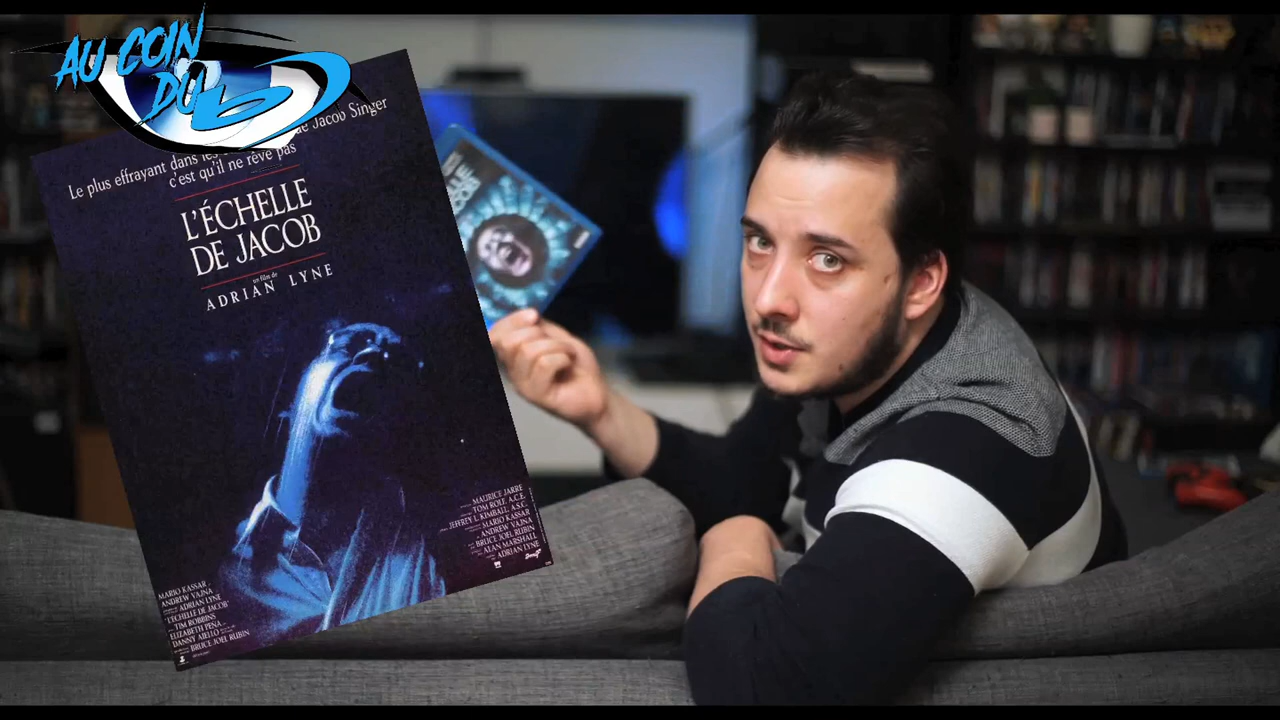 AU COIN
DU b
de Jacob Singer
Le plus effrayant dans les
c'est qu'il ne rêve pas
L'ÉCHELLE
DE JACOB
un film de
ADRIAN LYNE
MAURICE JARRE
TOM ROLF, A.C.E.
JEFFREY L. KIMBALL, A.S.C.
MARIO KASSAR
ANDREW VAJNA
BRUCE JOEL RUBIN
ALAN MARSHALL
ADRIAN LYNE
MARIO KASSAR
ANDREW VAJNA
ADRIAN LYNE
L'ECHELLE DE JACOB
TIM ROBBINS
ELIZABETH PEÑA
DANNY AIELLO
BRUCE JOEL RUBIN